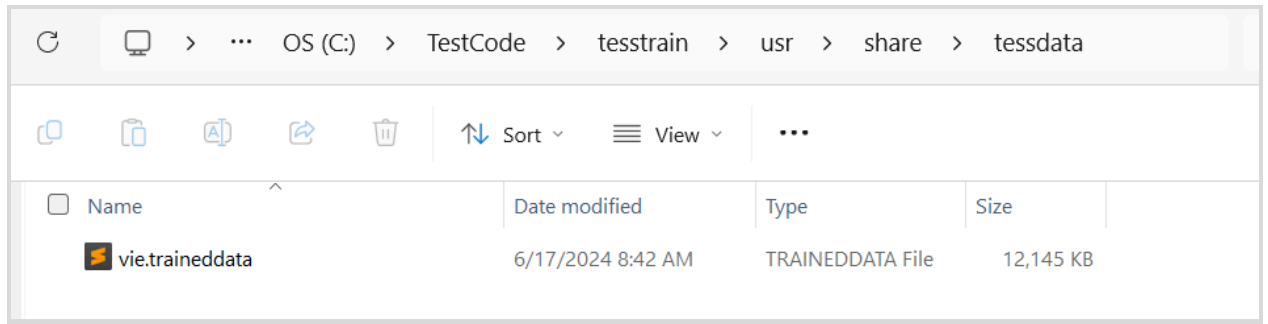 ... OS (C:) > TestCode > tesstrain > usr > share > tessdata
Sort View ...
Name Date modified Type Size
vie.traineddata 6/17/2024 8:42 AM TRAINEDDATA File 12,145 KB